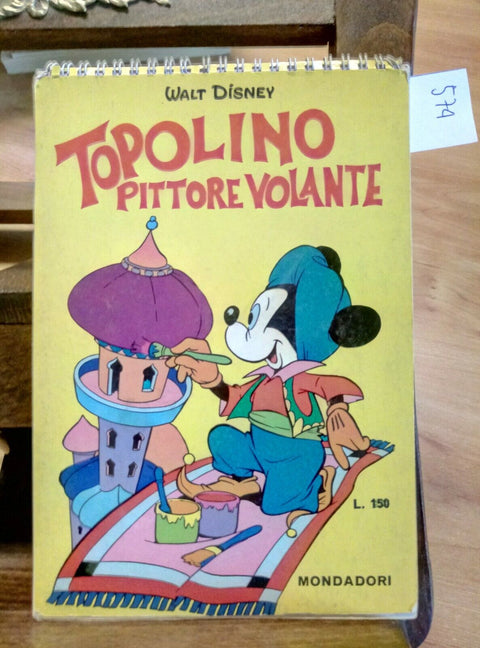 WALT DISNEY
TOPOLINO
PITTORE VOLANTE
574
L. 150
MONDADORI